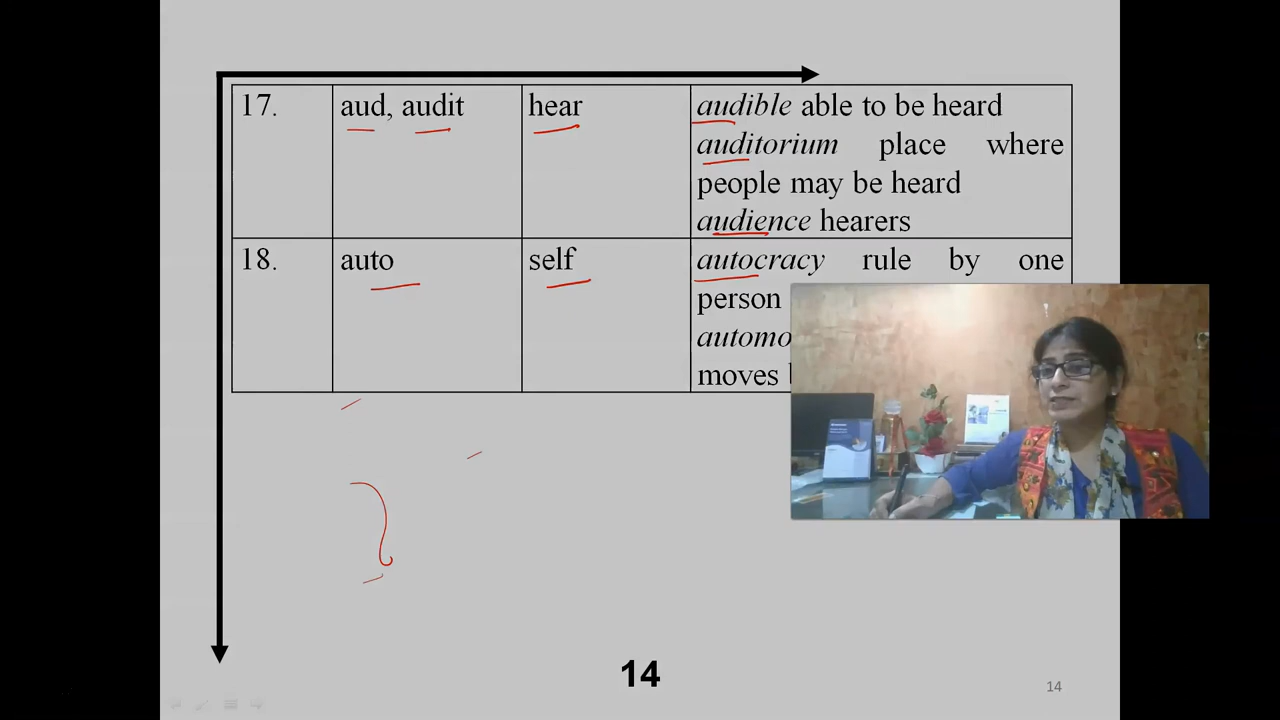 17. aud, audit hear audible able to be heard
auditorium place where
people may be heard
audience hearers
18. auto self autocracy rule by one
person
automo
moves
14
14